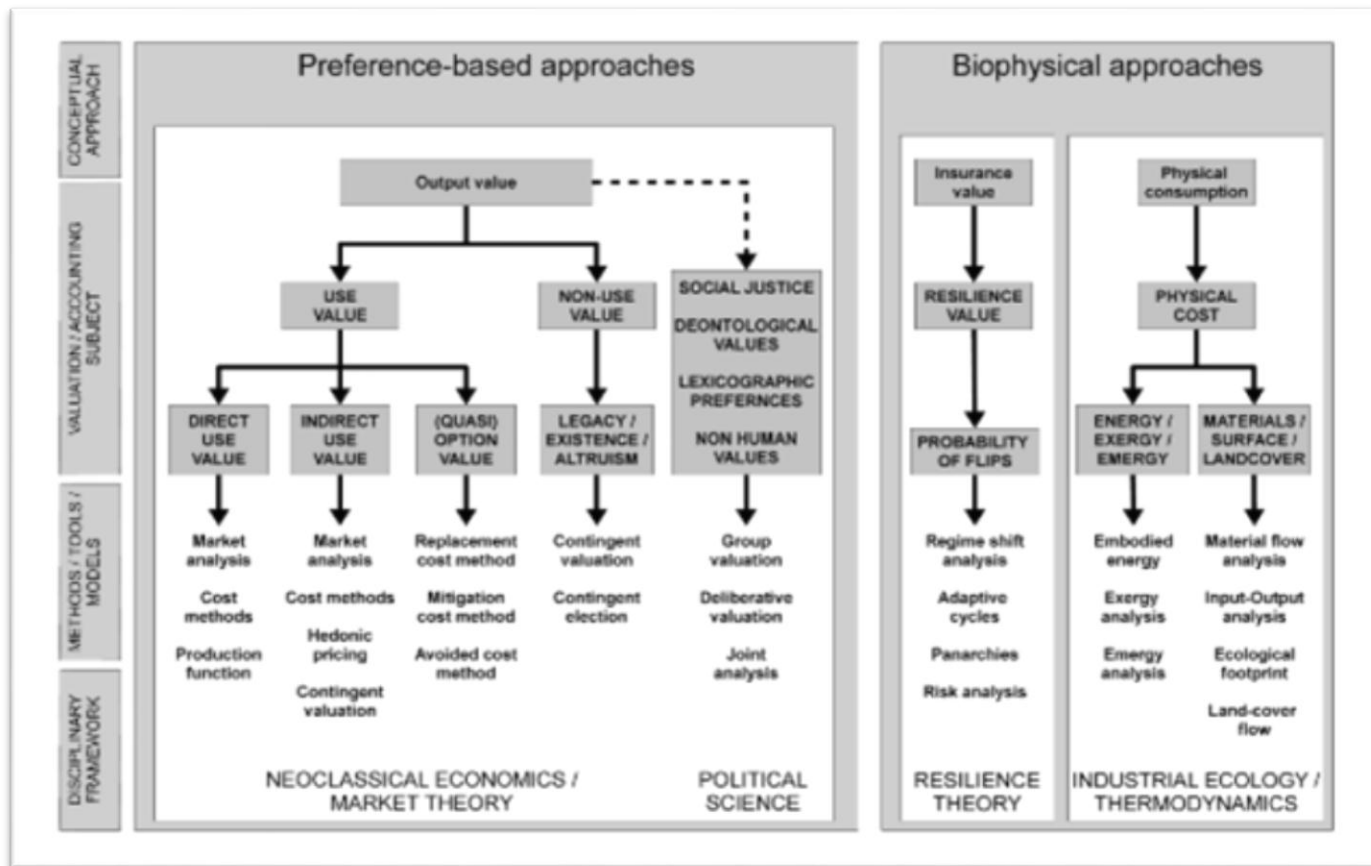 CONCEPTUAL
APPROACH
VALUATION / ACCOUNTING
SUBJECT
METHODS / TOOLS /
MODELS
DISCIPLINARY
FRAMEWORK
Preference-based approaches
Output value
USE
VALUE
NON-USE
VALUE
SOCIAL JUSTICE
DEONTOLOGICAL
VALUES
LEXICOGRAPHIC
PREFERNCES
NON HUMAN
VALUES
DIRECT
USE
VALUE
INDIRECT
USE
VALUE
(QUASI)
OPTION
VALUE
LEGACY /
EXISTENCE /
ALTRUISM
Market
analysis
Cost
methods
Production
function
Market
analysis
Cost methods
Hedonic
pricing
Contingent
valuation
Replacement
cost method
Mitigation
cost method
Avoided cost
method
Contingent
valuation
Contingent
election
Group
valuation
Deliberative
valuation
Joint
analysis
NEOCLASSICAL ECONOMICS /
MARKET THEORY
POLITICAL
SCIENCE
Biophysical approaches
Insurance
value
RESILIENCE
VALUE
PROBABILITY
OF FLIPS
Regime shift
analysis
Adaptive
cycles
Panarchies
Risk analysis
RESILIENCE
THEORY
Physical
consumption
PHYSICAL
COST
ENERGY /
EXERGY /
EMERGY
MATERIALS /
SURFACE /
LANDCOVER
Embodied
energy
Exergy
analysis
Emergy
analysis
Material flow
analysis
Input-Output
analysis
Ecological
footprint
Land-cover
flow
INDUSTRIAL ECOLOGY /
THERMODYNAMICS